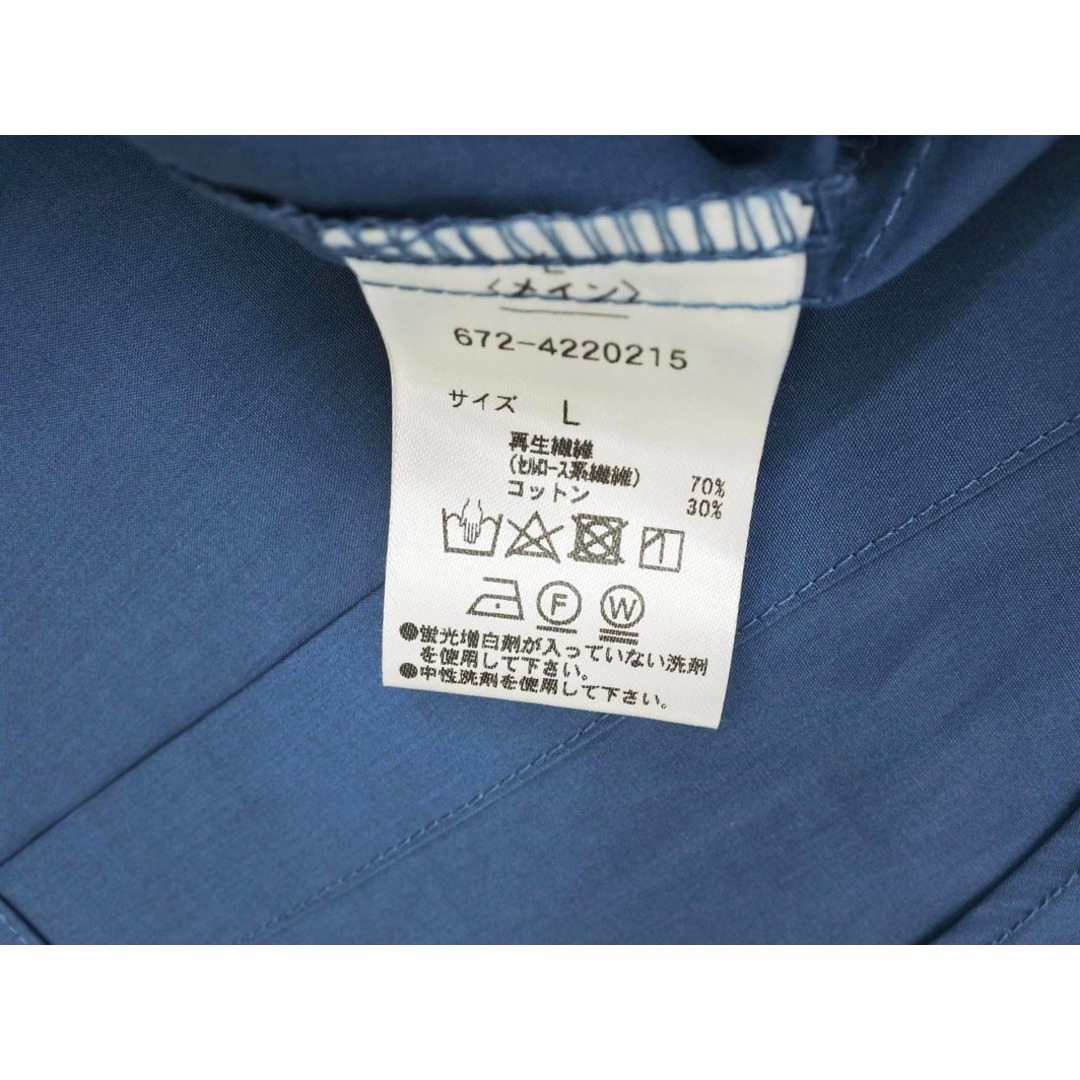 〈メイン〉
672-4220215
サイズ L
再生繊維
(セルロース系繊維) 70%
コットン 30%
F W
●蛍光増白剤が入っていない洗剤
を使用して下さい。
●中性洗剤を使用して下さい。